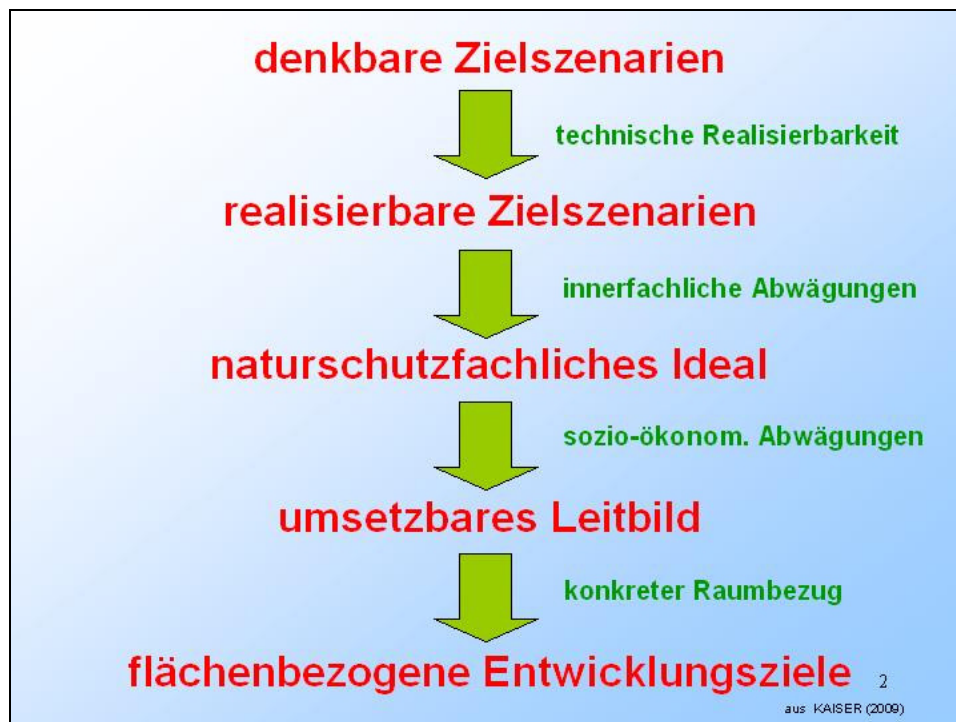 denkbare Zielszenarien
technische Realisierbarkeit
realisierbare Zielszenarien
innerfachliche Abwägungen
naturschutzfachliches Ideal
sozio-ökonom. Abwägungen
umsetzbares Leitbild
konkreter Raumbezug
flächenbezogene Entwicklungsziele
2
aus KAISER (2009)